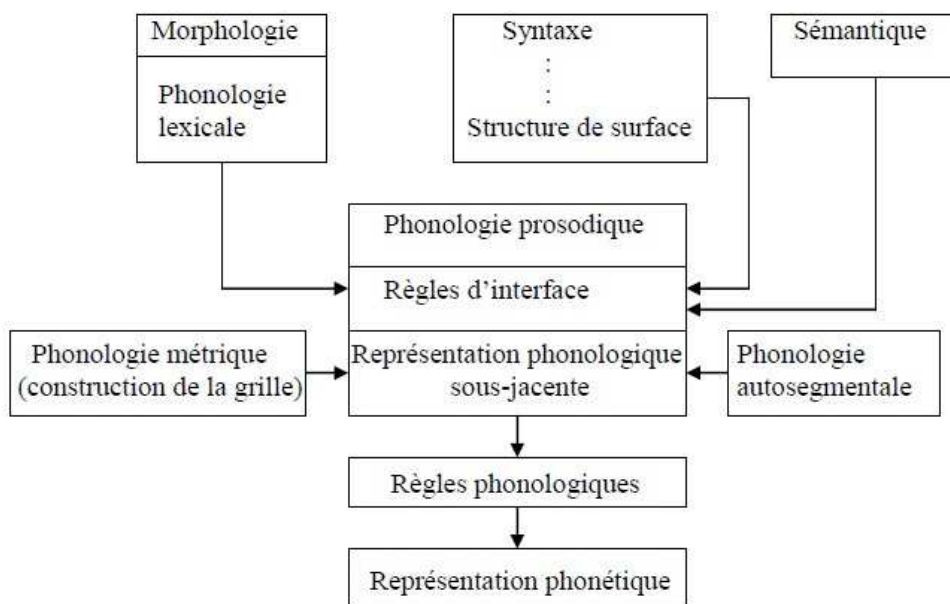 Morphologie
Phonologie
lexicale
Syntaxe
:
:
Structure de surface
Sémantique
Phonologie prosodique
Règles d’interface
Représentation phonologique
sous-jacente
Phonologie métrique
(construction de la grille)
Phonologie
autosegmentale
Règles phonologiques
Représentation phonétique